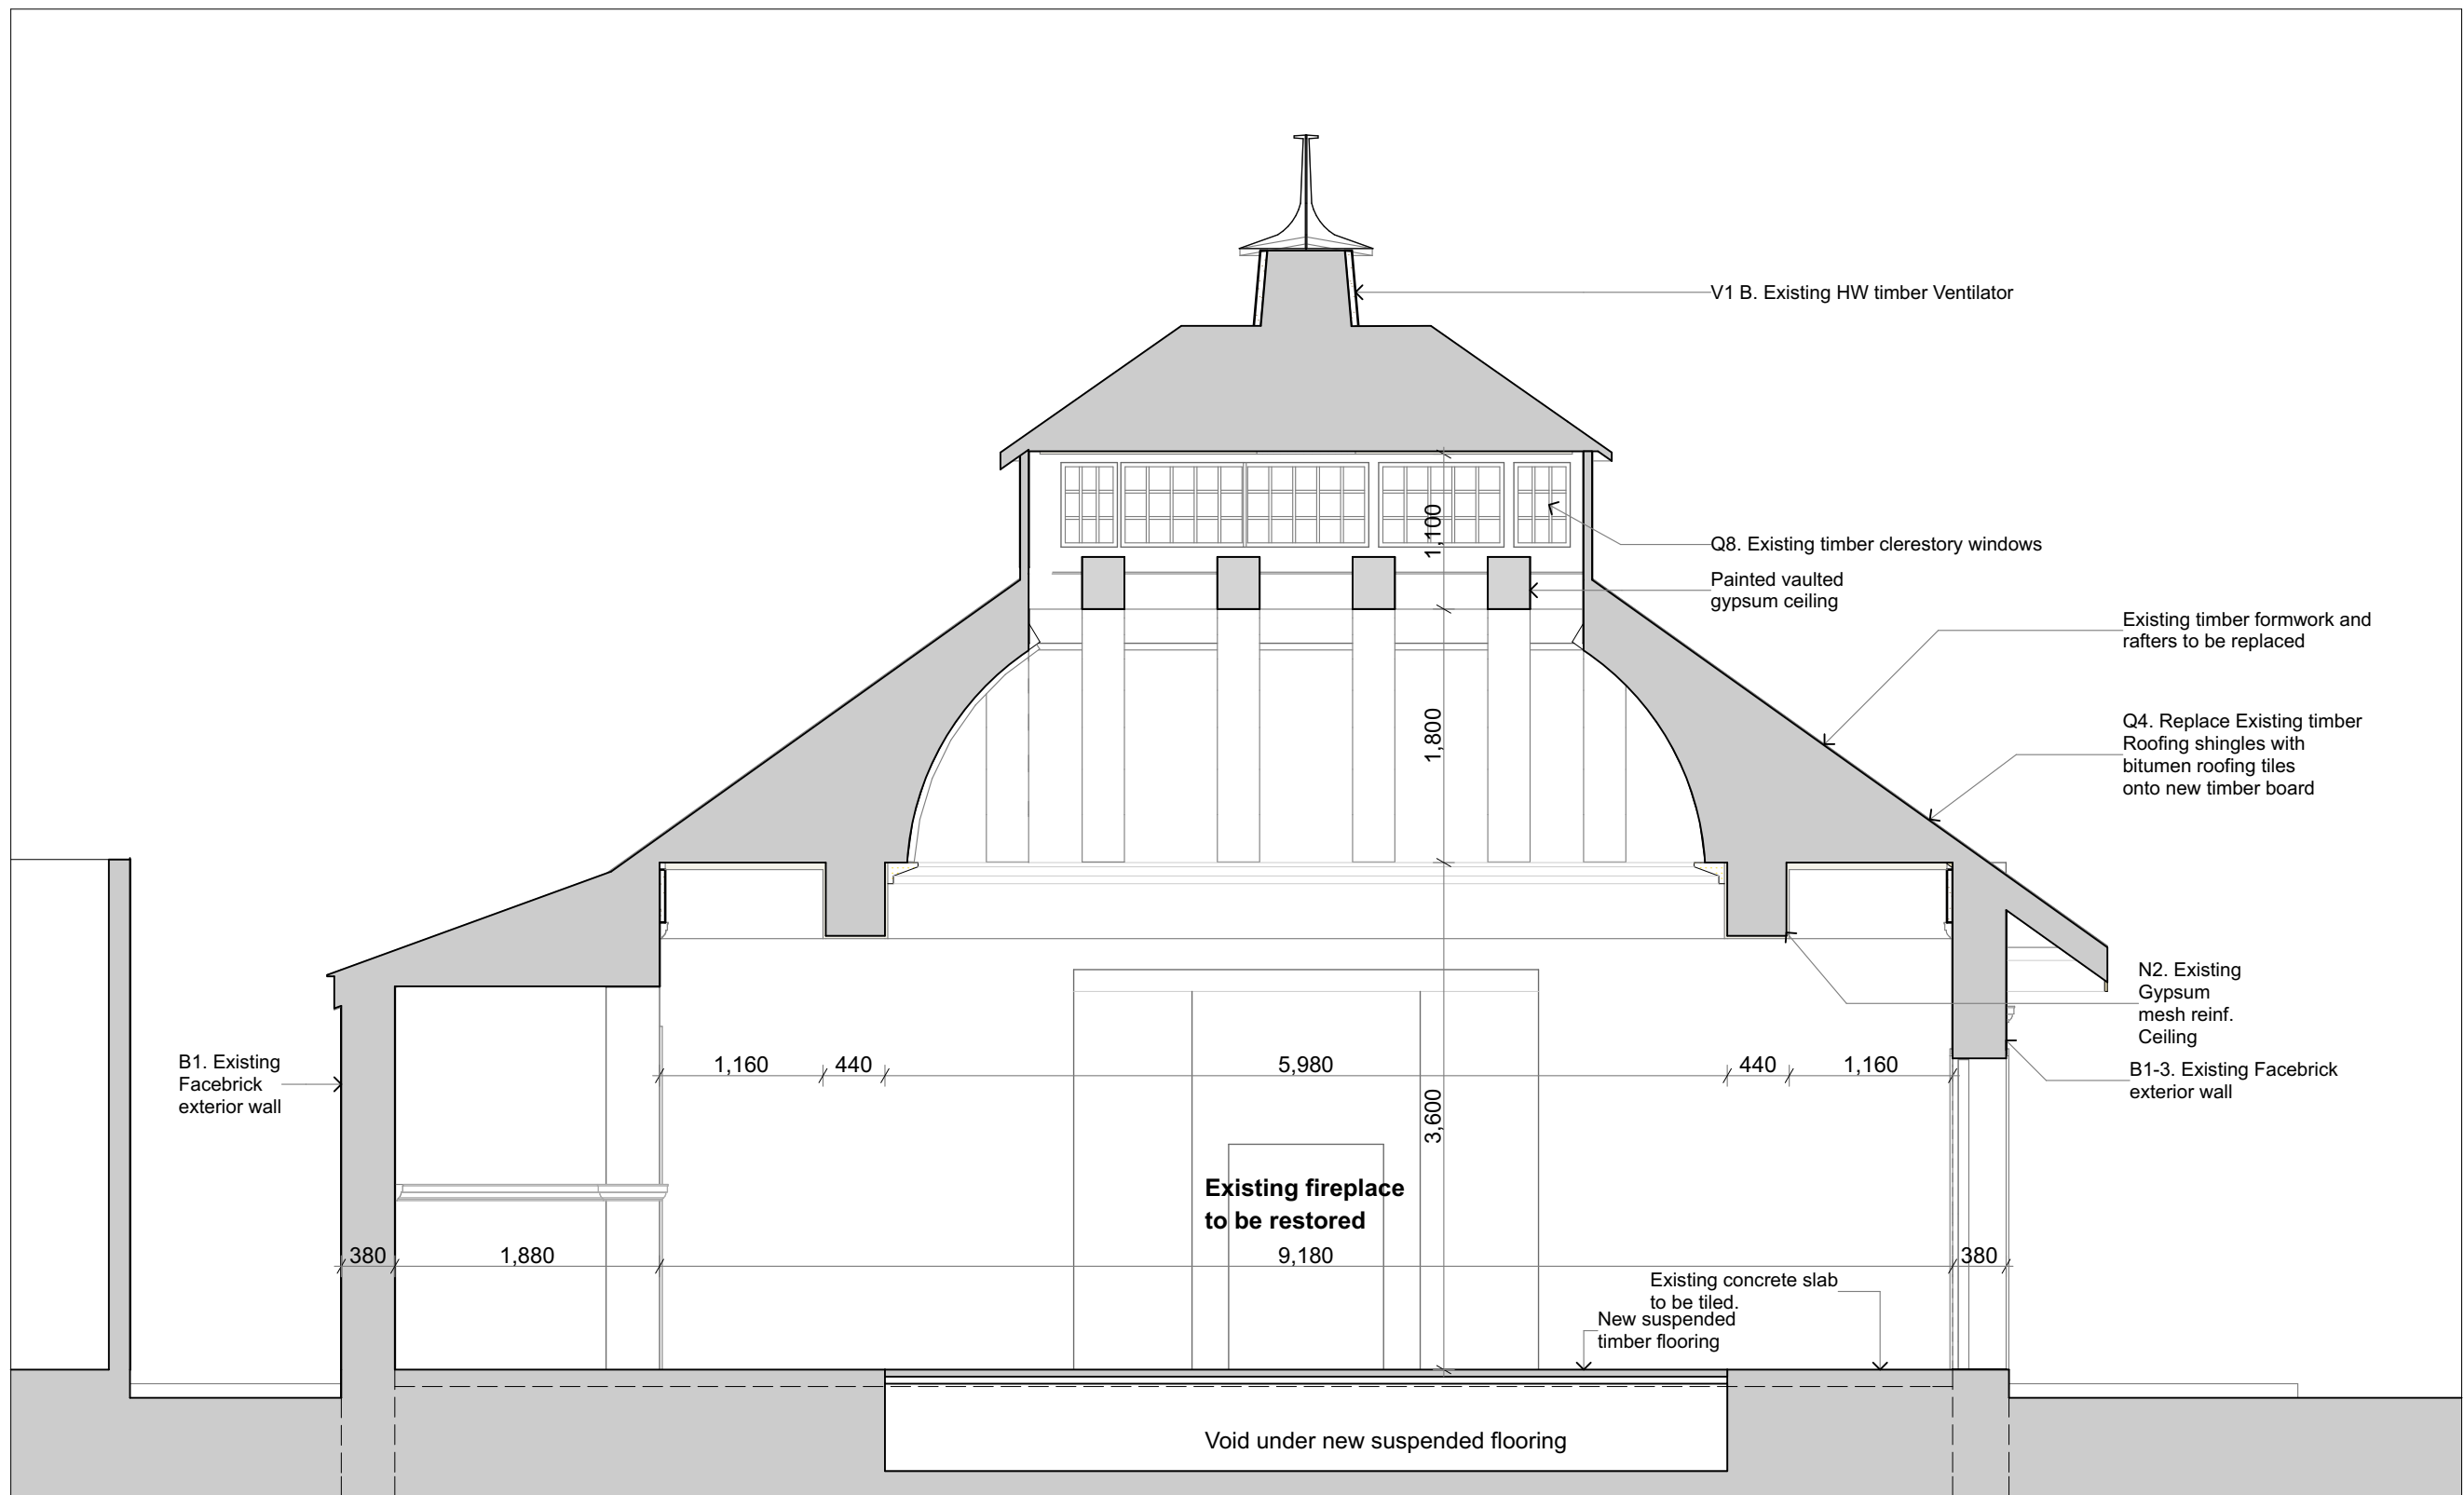 V1 B. Existing HW timber Ventilator
1,100
Q8. Existing timber clerestory windows
Painted vaulted
gypsum ceiling
Existing timber formwork and
rafters to be replaced
1,800
Q4. Replace Existing timber
Roofing shingles with
bitumen roofing tiles
onto new timber board
N2. Existing
Gypsum
mesh reinf.
Ceiling
B1. Existing
Facebrick
exterior wall
1,160
440
5,980
440
1,160
B1-3. Existing Facebrick
exterior wall
3,600
Existing fireplace
to be restored
380
1,880
9,180
380
Existing concrete slab
to be tiled.
New suspended
timber flooring
Void under new suspended flooring